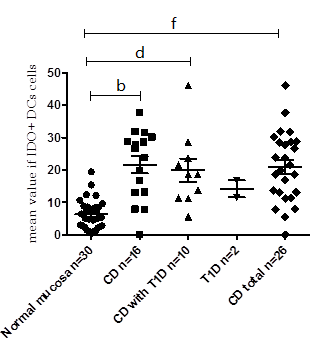 f
d
b
mean value if IDO+ DCs cells
50
40
30
20
10
0
Normal mucosa n=30
CD n=16
CD with T1D n=10
T1D n=2
CD total n=26